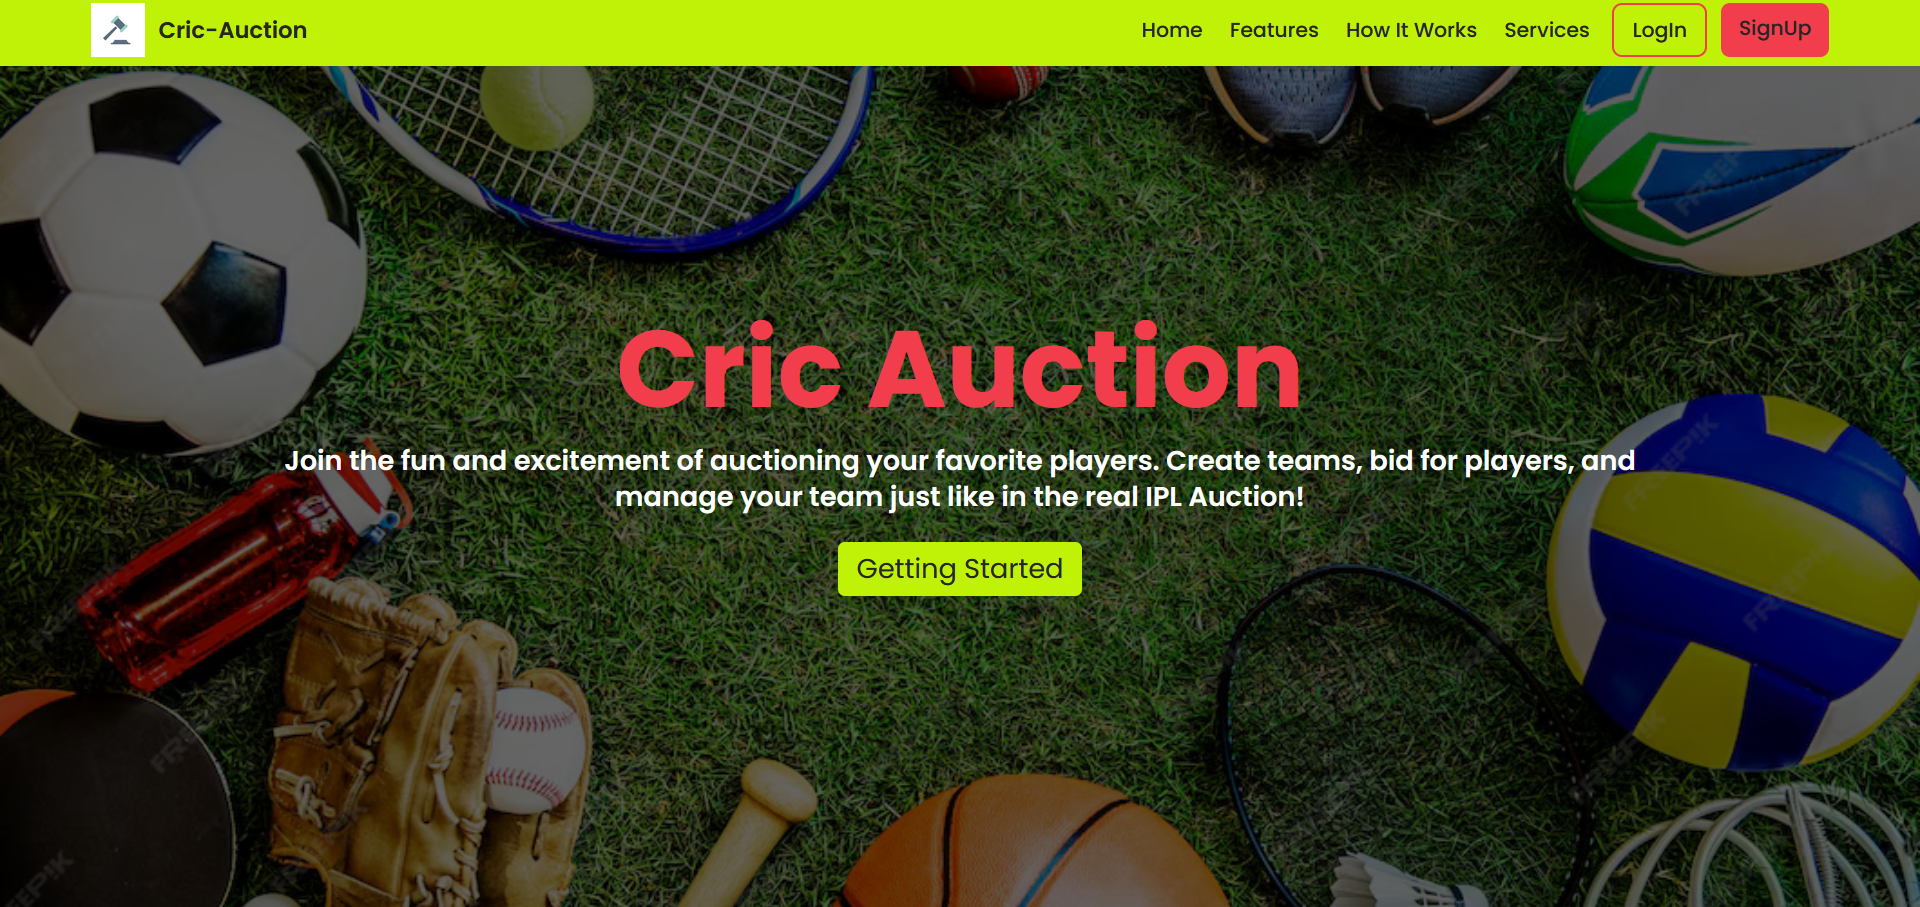 Cric-Auction
Home Features How It Works Services LogIn SignUp
Cric Auction
Join the fun and excitement of auctioning your favorite players. Create teams, bid for players, and
manage your team just like in the real IPL Auction!
Getting Started